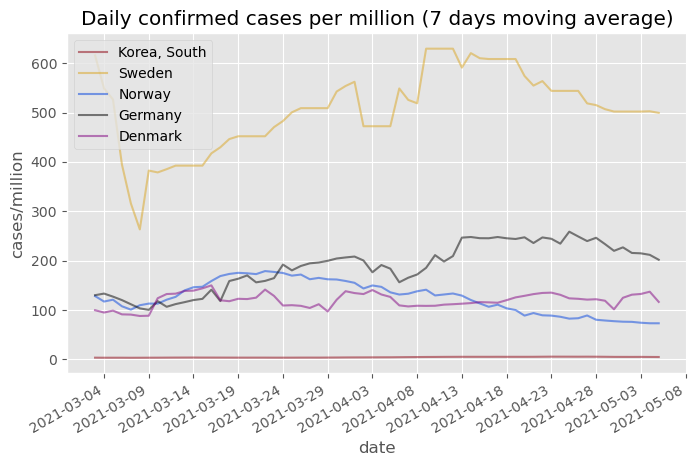 Daily confirmed cases per million (7 days moving average)
Korea, South
Sweden
Norway
Germany
Denmark
cases/million
600
500
400
300
200
100
0
2021-03-04
2021-03-09
2021-03-14
2021-03-19
2021-03-24
2021-03-29
2021-04-03
2021-04-08
2021-04-13
2021-04-18
2021-04-23
2021-04-28
2021-05-03
2021-05-08
date